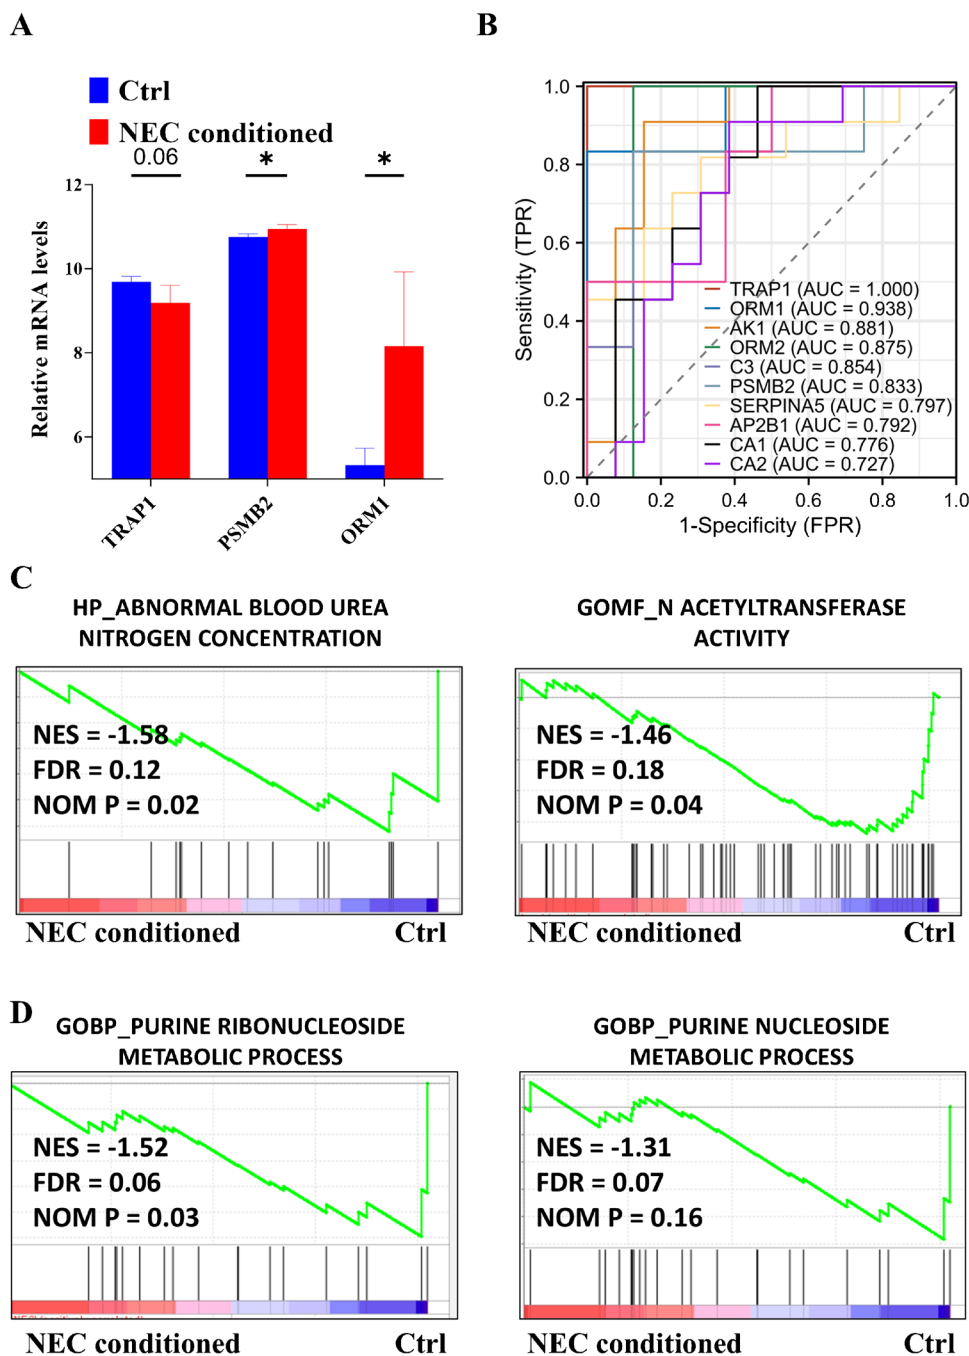 A
Ctrl
NEC conditioned
0.06
*
*
Relative mRNA levels
12
10
8
6
TRAP1
PSMB2
ORM1
B
Sensitivity (TPR)
1.0
0.8
0.6
0.4
0.2
0.0
TRAP1 (AUC = 1.000)
ORM1 (AUC = 0.938)
AK1 (AUC = 0.881)
ORM2 (AUC = 0.875)
C3 (AUC = 0.854)
PSMB2 (AUC = 0.833)
SERPINA5 (AUC = 0.797)
AP2B1 (AUC = 0.792)
CA1 (AUC = 0.776)
CA2 (AUC = 0.727)
0.0 0.2 0.4 0.6 0.8 1.0
1-Specificity (FPR)
C
HP_ABNORMAL BLOOD UREA
NITROGEN CONCENTRATION
NES = -1.58
FDR = 0.12
NOM P = 0.02
NEC conditioned Ctrl
GOMF_N ACETYLTRANSFERASE
ACTIVITY
NES = -1.46
FDR = 0.18
NOM P = 0.04
NEC conditioned Ctrl
D
GOBP_PURINE RIBONUCLEOSIDE
METABOLIC PROCESS
NES = -1.52
FDR = 0.06
NOM P = 0.03
NEC conditioned Ctrl
GOBP_PURINE NUCLEOSIDE
METABOLIC PROCESS
NES = -1.31
FDR = 0.07
NOM P = 0.16
NEC conditioned Ctrl